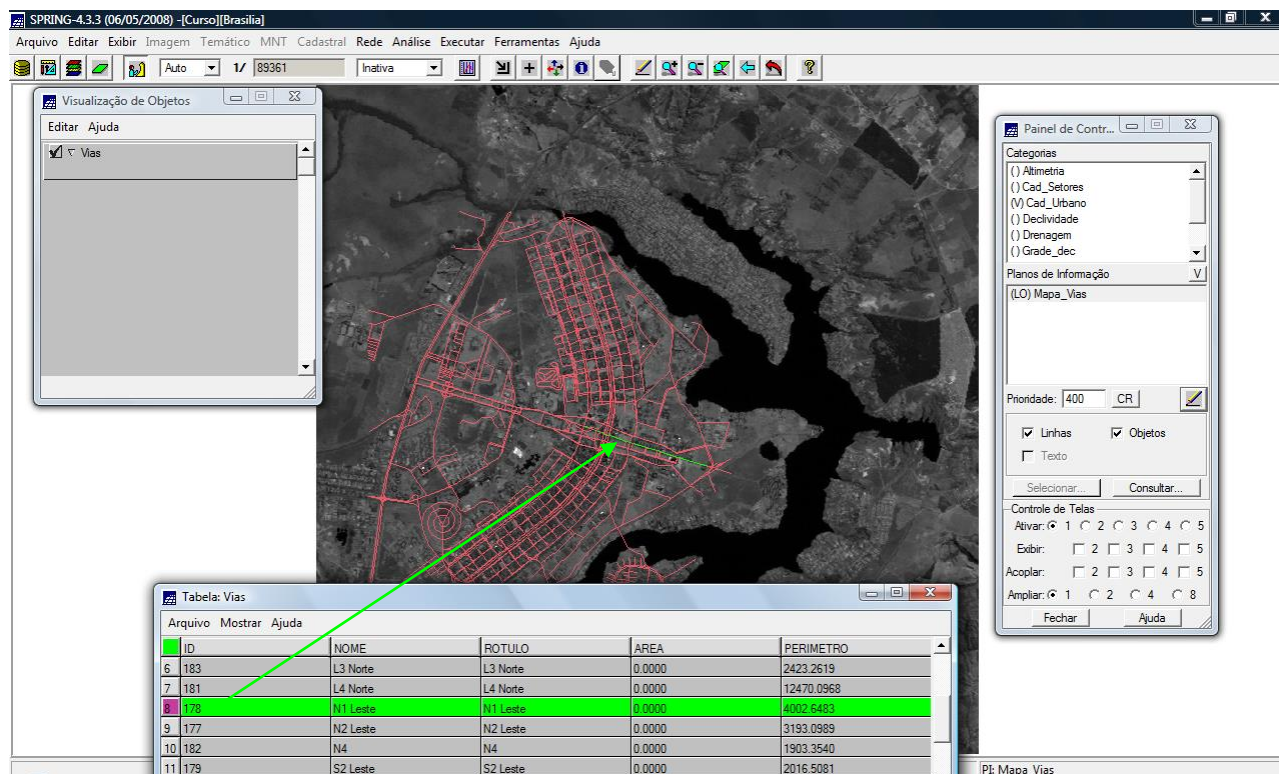 SPRING-4.3.3 (06/05/2008) -[Curso][Brasilia]
Arquivo Editar Exibir Imagem Temático MNT Cadastral Rede Análise Executar Ferramentas Ajuda
Auto 1/ 89361 Inativa
Visualização de Objetos
Editar Ajuda
Vias
Painel de Contr...
Categorias
( ) Altimetria
( ) Cad_Setores
(V) Cad_Urbano
( ) Declividade
( ) Drenagem
( ) Grade_dec
Planos de Informação V
(LO) Mapa_Vias
Prioridade: 400 CR
Linhas Objetos
Texto
Selecionar... Consultar...
Controle de Telas
Ativar: 1 2 3 4 5
Exibir: 2 3 4 5
Acoplar: 2 3 4 5
Ampliar: 1 2 4 8
Fechar Ajuda
Tabela: Vias
Arquivo Mostrar Ajuda
ID NOME ROTULO AREA PERIMETRO
6 183 L3 Norte L3 Norte 0.0000 2423.2619
7 181 L4 Norte L4 Norte 0.0000 12470.0968
8 178 N1 Leste N1 Leste 0.0000 4002.6483
9 177 N2 Leste N2 Leste 0.0000 3193.0989
10 182 N4 N4 0.0000 1903.3540
11 179 S2 Leste S2 Leste 0.0000 2016.5081
PI: Mapa_Vias